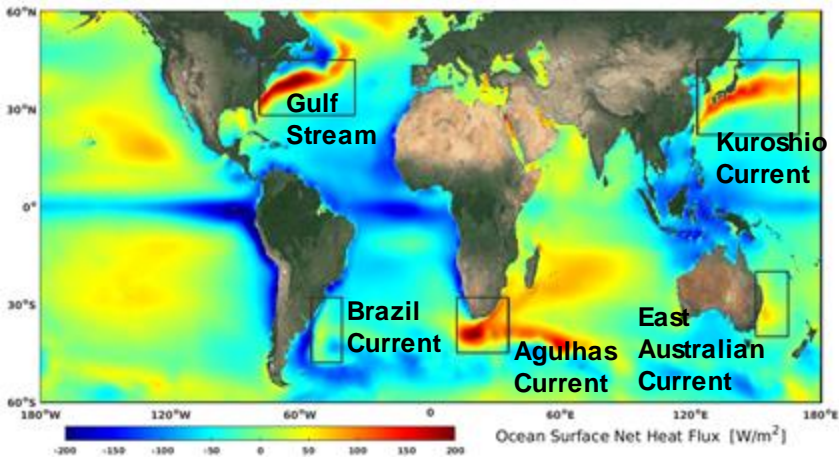 60°N
30°N
0°
30°S
60°S
Gulf
Stream
Kuroshio
Current
Brazil
Current
Agulhas
Current
East
Australian
Current
180°W 120°W 60°W 0 60°E 120°E 180°E
-200 -150 -100 -50 0 50 100 150 200
Ocean Surface Net Heat Flux [W/m²]